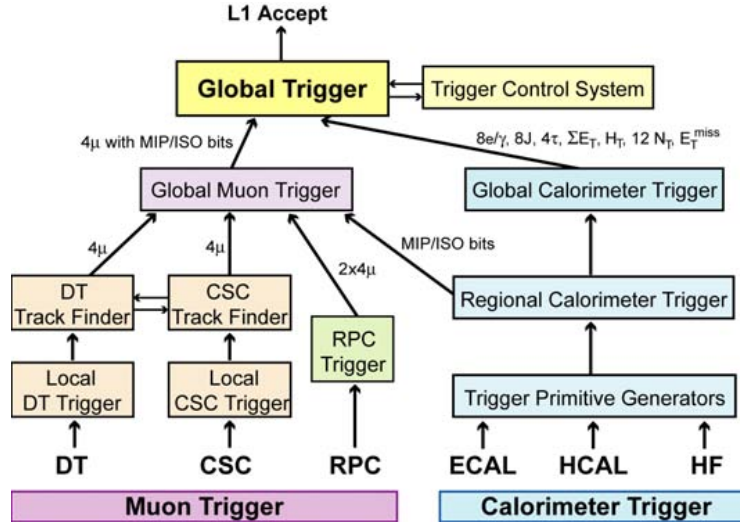 L1 Accept
Global Trigger
Trigger Control System
4μ with MIP/ISO bits
8e/γ, 8J, 4τ, ΣE_T, H_T, 12 N_T, E_T^miss
Global Muon Trigger
Global Calorimeter Trigger
4μ
4μ
2x4μ
MIP/ISO bits
DT
Track Finder
CSC
Track Finder
Regional Calorimeter Trigger
RPC
Trigger
Local
DT Trigger
Local
CSC Trigger
Trigger Primitive Generators
DT
CSC
RPC
ECAL
HCAL
HF
Muon Trigger
Calorimeter Trigger